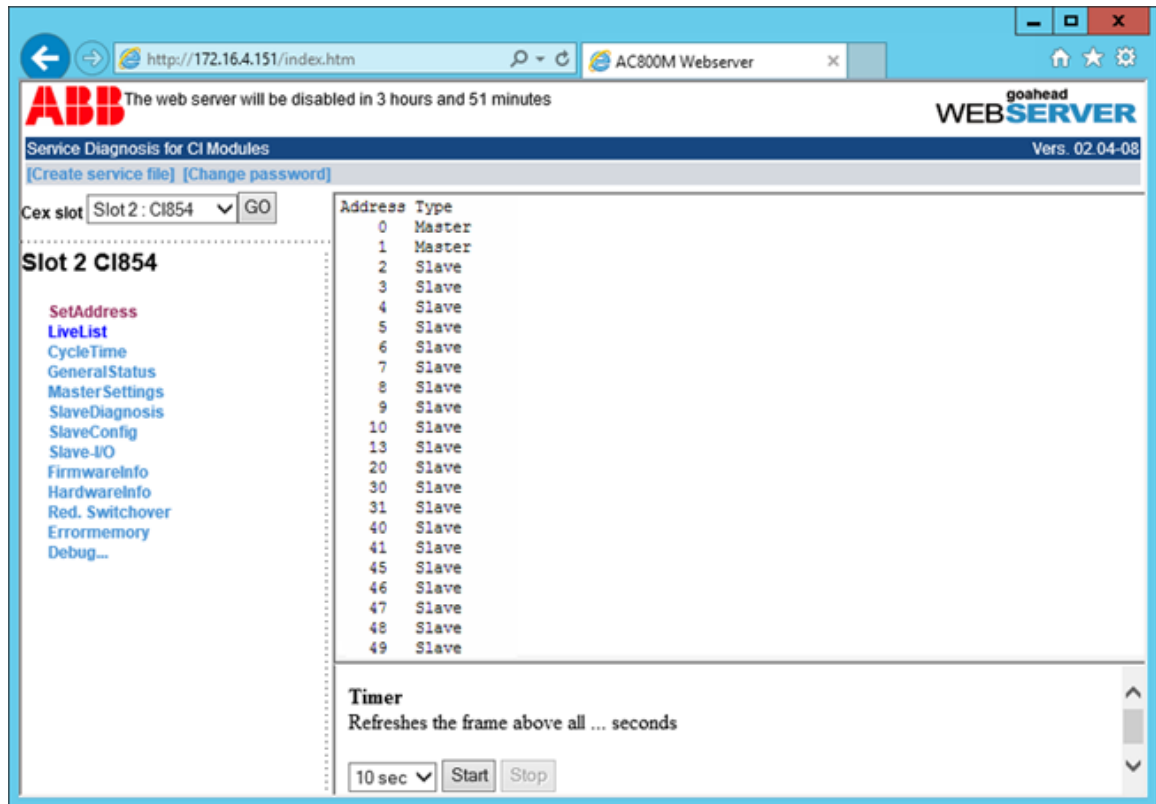 http://172.16.4.151/index.htm
AC800M Webserver
ABB The web server will be disabled in 3 hours and 51 minutes
goahead
WEBSERVER
Service Diagnosis for CI Modules Vers. 02.04-08
[Create service file] [Change password]
Cex slot Slot 2 : CI854 GO
Slot 2 CI854
SetAddress
LiveList
CycleTime
GeneralStatus
MasterSettings
SlaveDiagnosis
SlaveConfig
Slave-I/O
FirmwareInfo
HardwareInfo
Red. Switchover
Errormemory
Debug...
Address Type
0 Master
1 Master
2 Slave
3 Slave
4 Slave
5 Slave
6 Slave
7 Slave
8 Slave
9 Slave
10 Slave
13 Slave
20 Slave
30 Slave
31 Slave
40 Slave
41 Slave
45 Slave
46 Slave
47 Slave
48 Slave
49 Slave
Timer
Refreshes the frame above all ... seconds
10 sec Start Stop